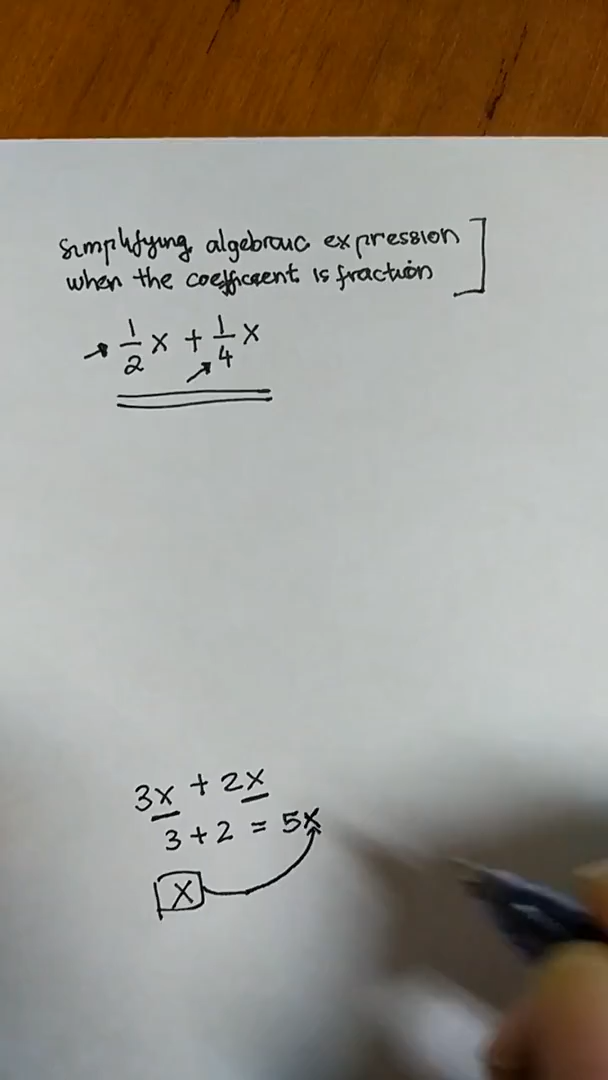 Simplifying algebraic expression
when the coefficient is fraction
1/2 x + 1/4 x
3x + 2x
3 + 2 = 5x
x